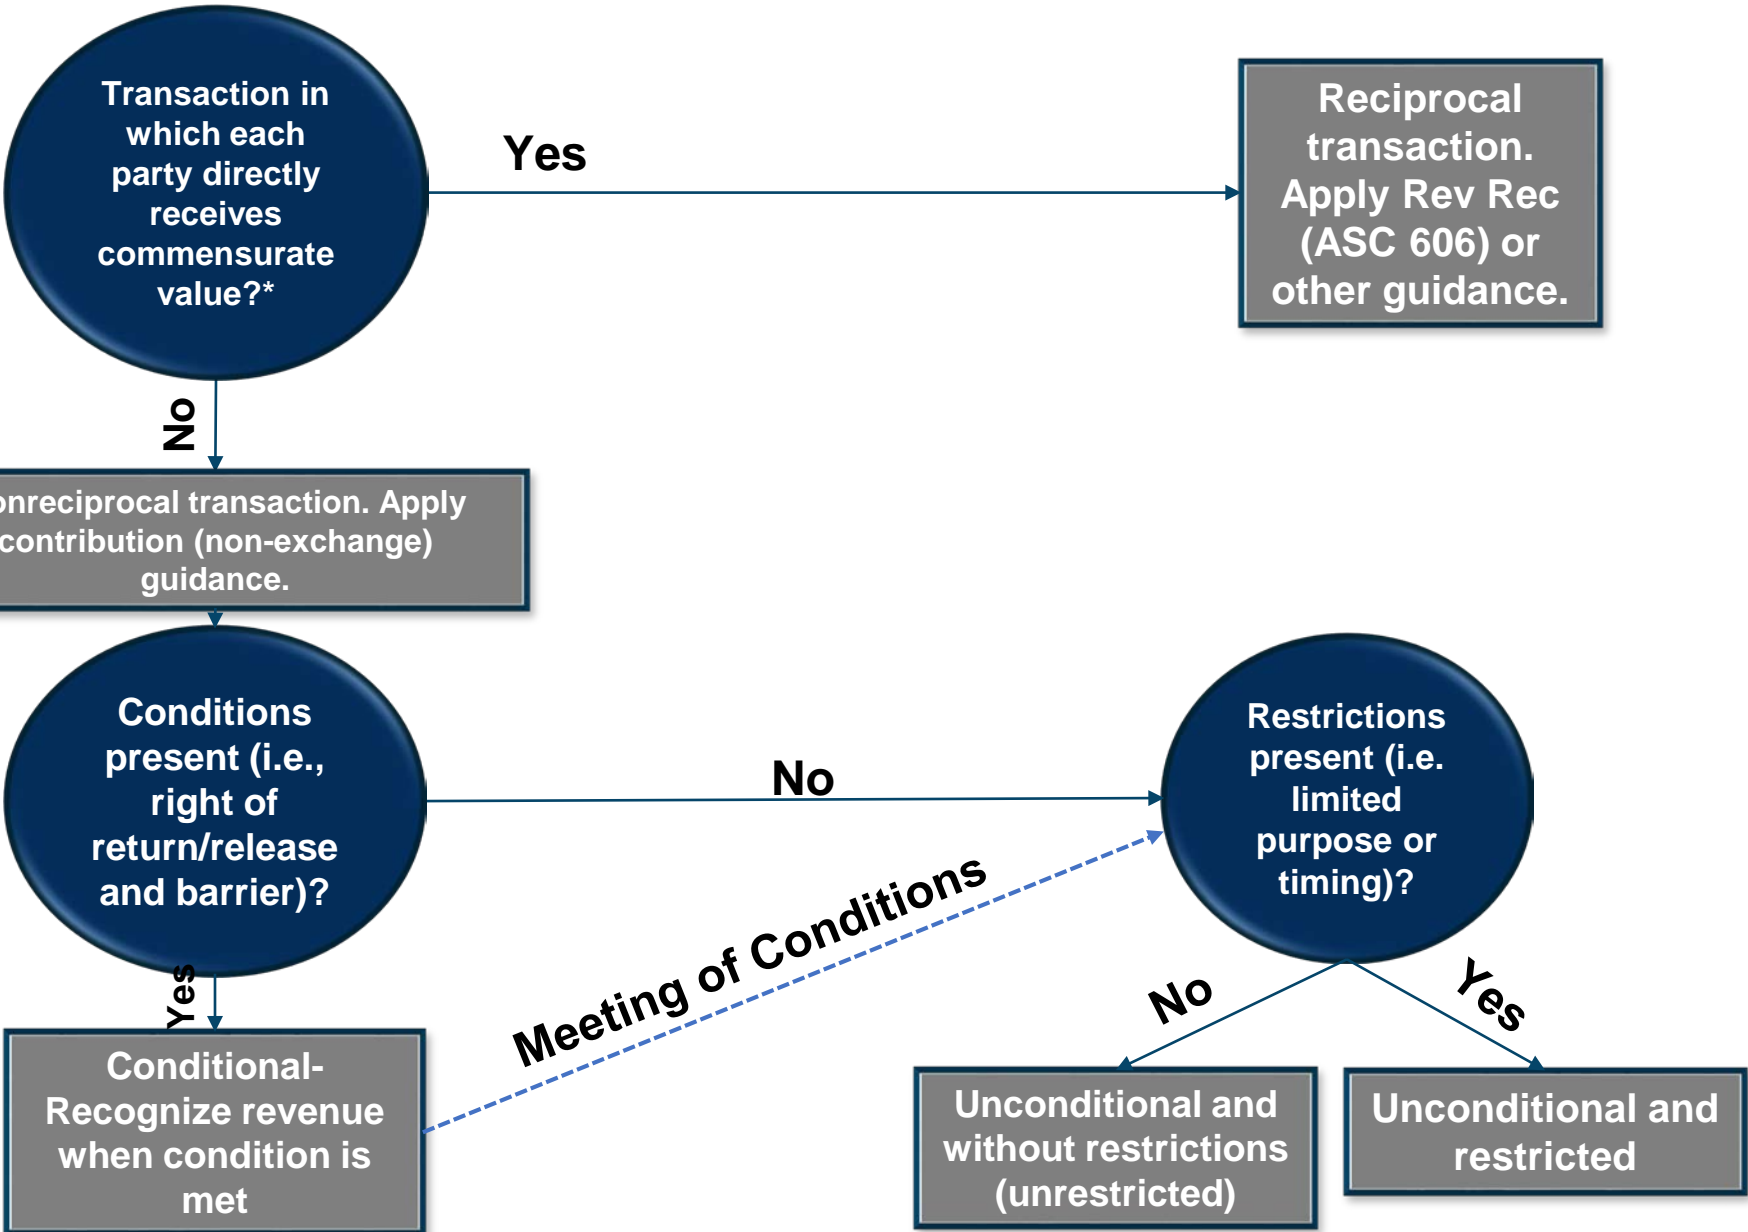 Transaction in
which each
party directly
receives
commensurate
value?*
Yes
Reciprocal
transaction.
Apply Rev Rec
(ASC 606) or
other guidance.
No
onreciprocal transaction. Apply
contribution (non-exchange)
guidance.
Conditions
present (i.e.,
right of
return/release
and barrier)?
No
Restrictions
present (i.e.
limited
purpose or
timing)?
Meeting of Conditions
Yes
No
Yes
Conditional-
Recognize revenue
when condition is
met
Unconditional and
without restrictions
(unrestricted)
Unconditional and
restricted